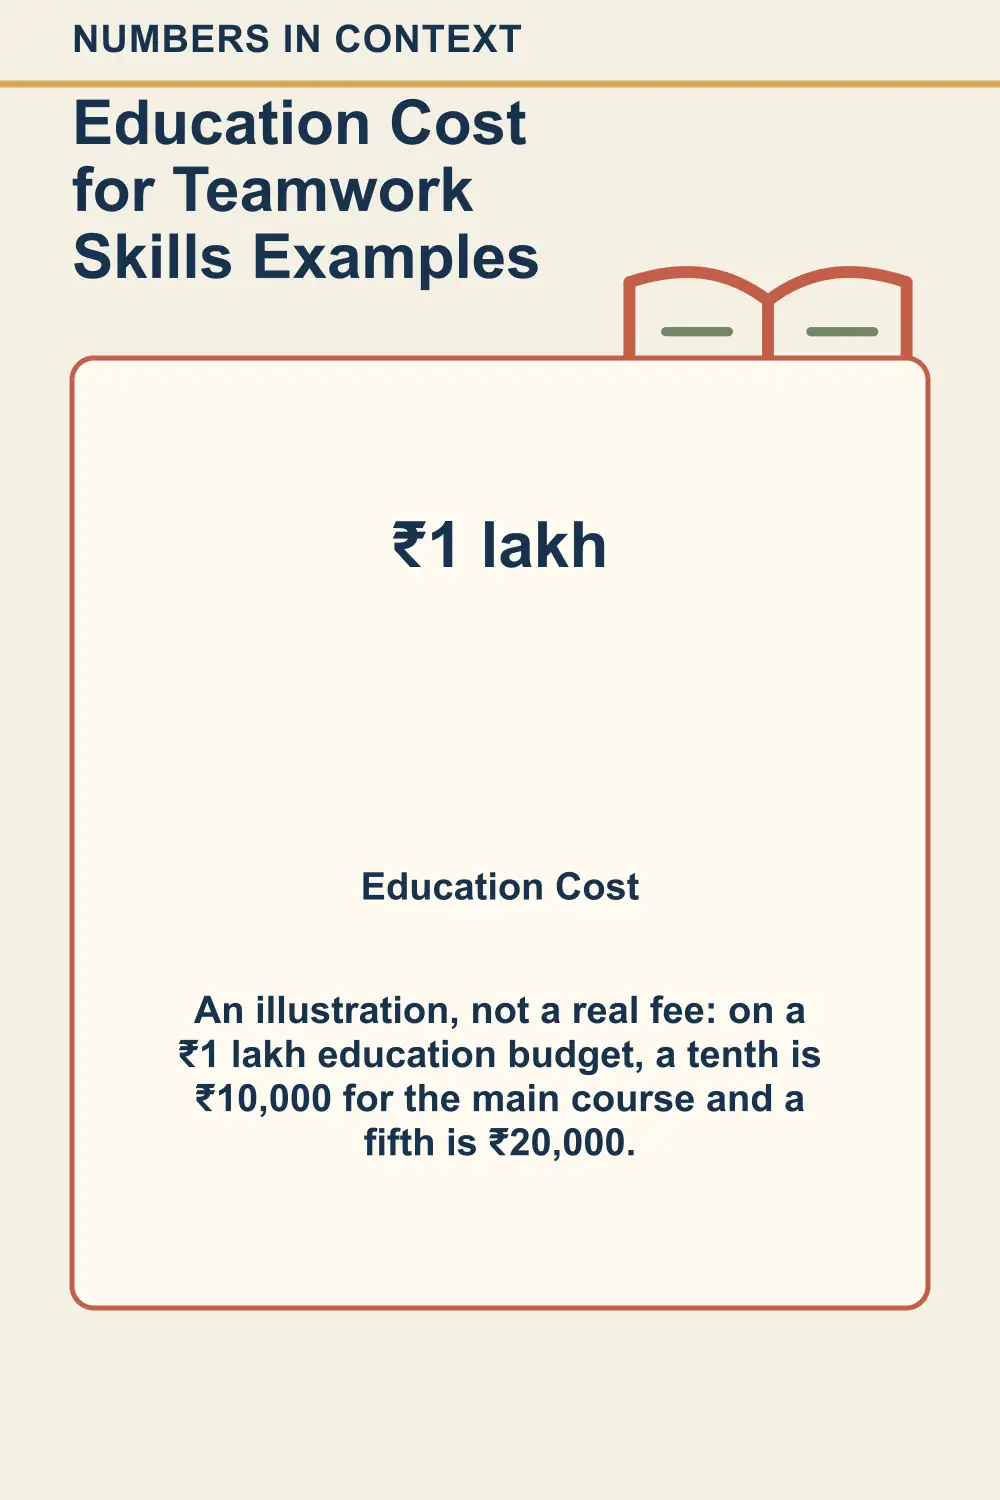 NUMBERS IN CONTEXT
Education Cost
for Teamwork
Skills Examples
₹1 lakh
Education Cost
An illustration, not a real fee: on a
₹1 lakh education budget, a tenth is
₹10,000 for the main course and a
fifth is ₹20,000.